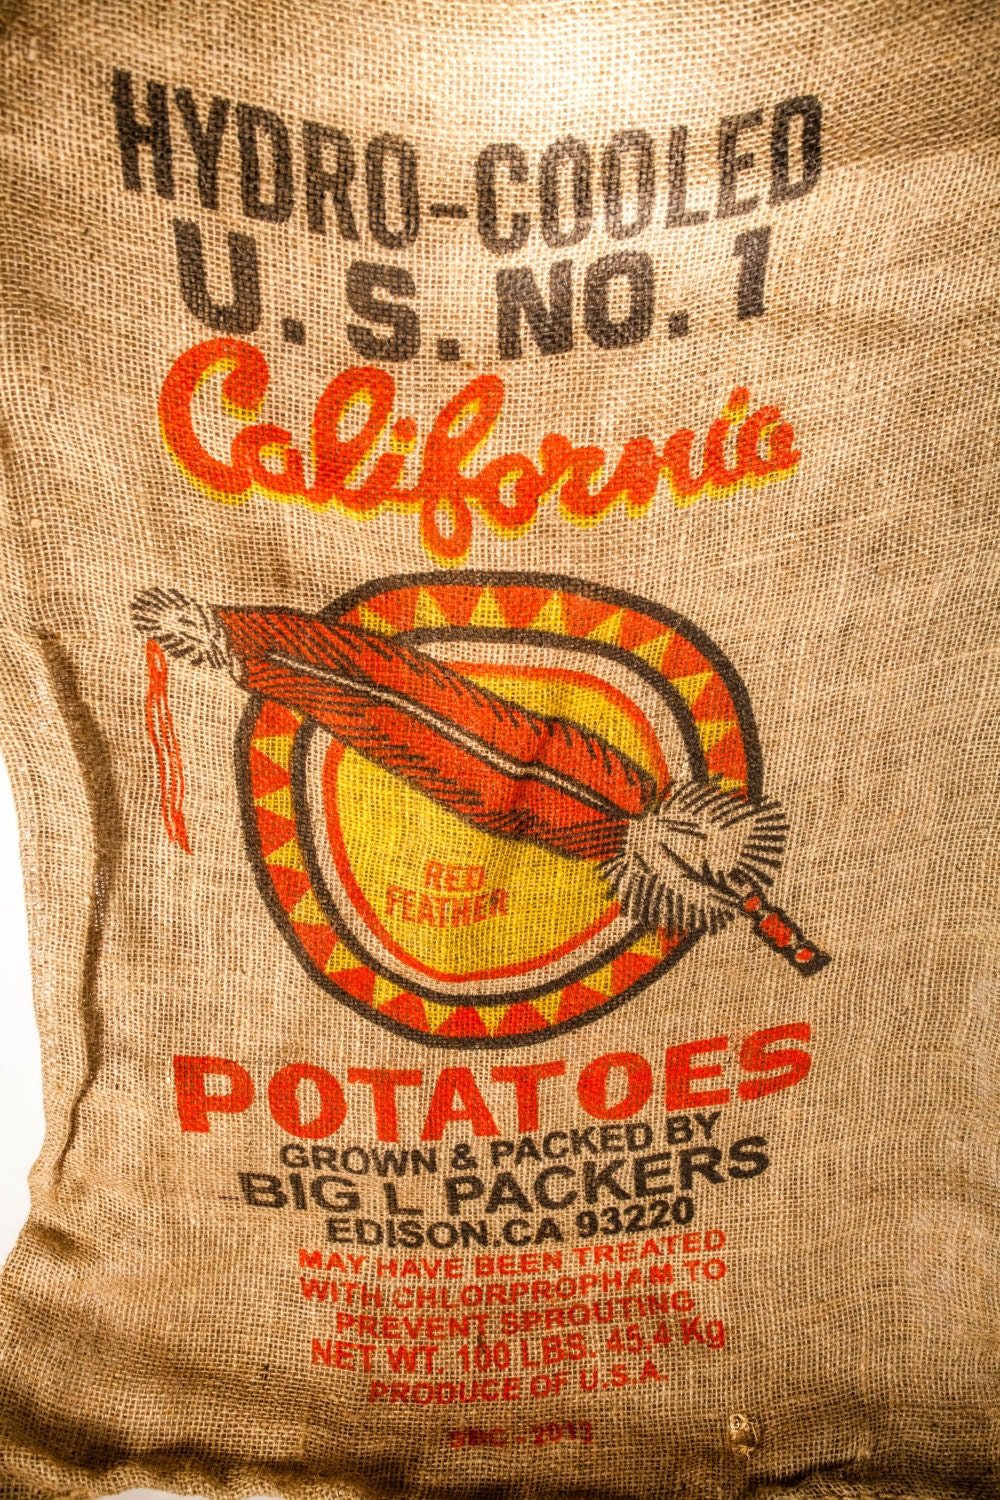 HYDRO-COOLED
U.S. NO. 1
California
RED
FEATHER
POTATOES
GROWN & PACKED BY
BIG L PACKERS
EDISON.CA 93220
MAY HAVE BEEN TREATED
WITH CHLORPROPHAM TO
PREVENT SPROUTING
NET WT. 100 LBS. 45.4 Kg
PRODUCE OF U.S.A.